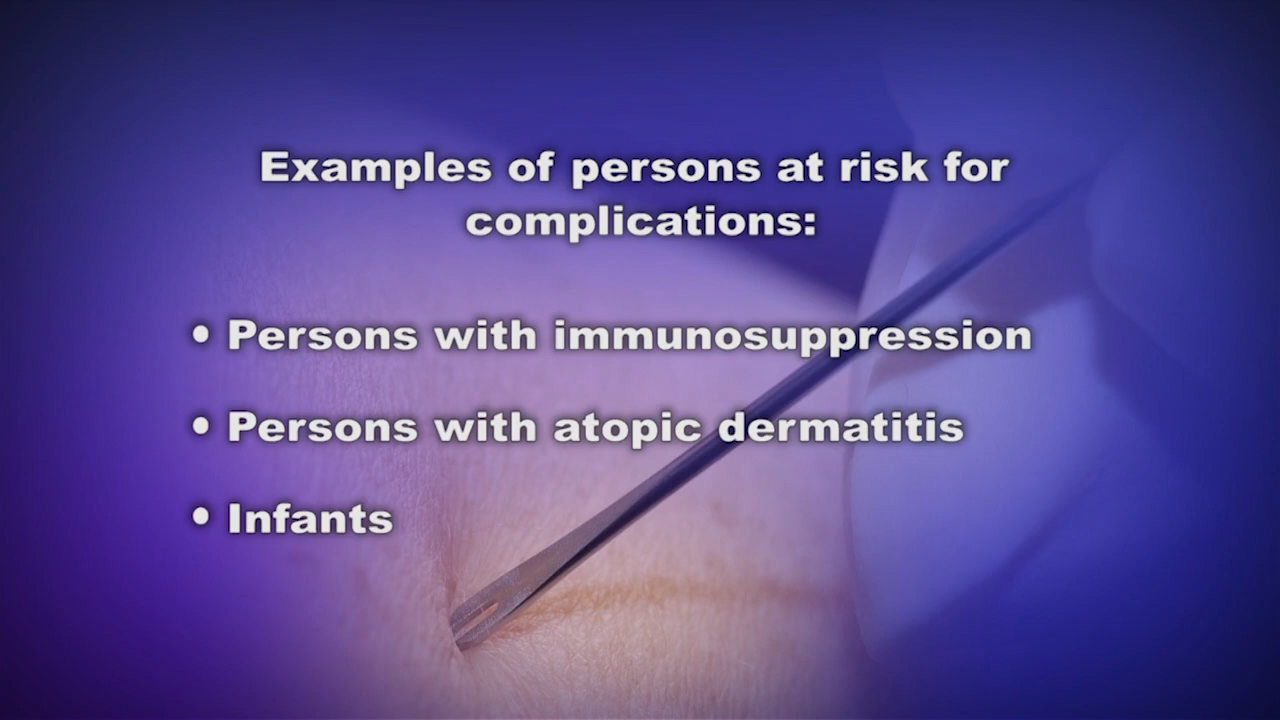 Examples of persons at risk for
complications:
• Persons with immunosuppression
• Persons with atopic dermatitis
• Infants